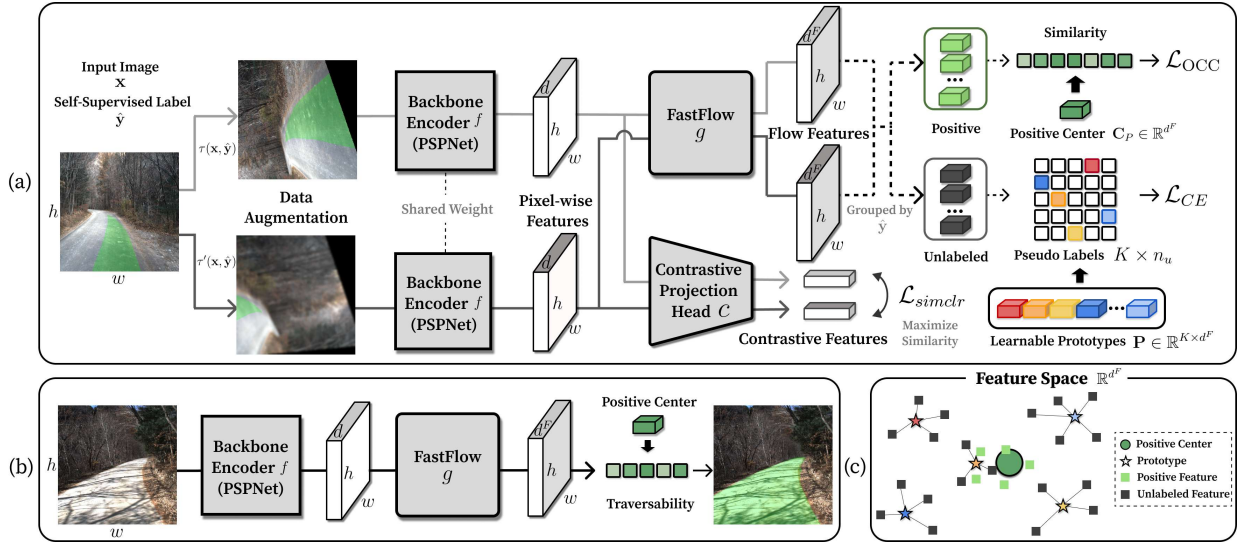 (a)
Input Image
x
Self-Supervised Label
ŷ
h
w
τ(x, ŷ)
τ′(x, ŷ)
Data
Augmentation
Backbone
Encoder f
(PSPNet)
Shared Weight
Backbone
Encoder f
(PSPNet)
d
h
w
Pixel-wise
Features
d
h
w
FastFlow
g
Contrastive
Projection
Head C
d^F
h
w
Flow Features
d^F
h
w
Grouped by
ŷ
Contrastive Features
ℒ_simclr
Maximize
Similarity
Positive
Similarity
ℒ_OCC
Positive Center C_P ∈ ℝ^{d^F}
Unlabeled
ℒ_CE
Pseudo Labels K × n_u
Learnable Prototypes P ∈ ℝ^{K×d^F}
(b)
h
w
Backbone
Encoder f
(PSPNet)
d
h
w
FastFlow
g
d^F
h
w
Positive Center
Traversability
(c)
Feature Space ℝ^{d^F}
Positive Center
Prototype
Positive Feature
Unlabeled Feature